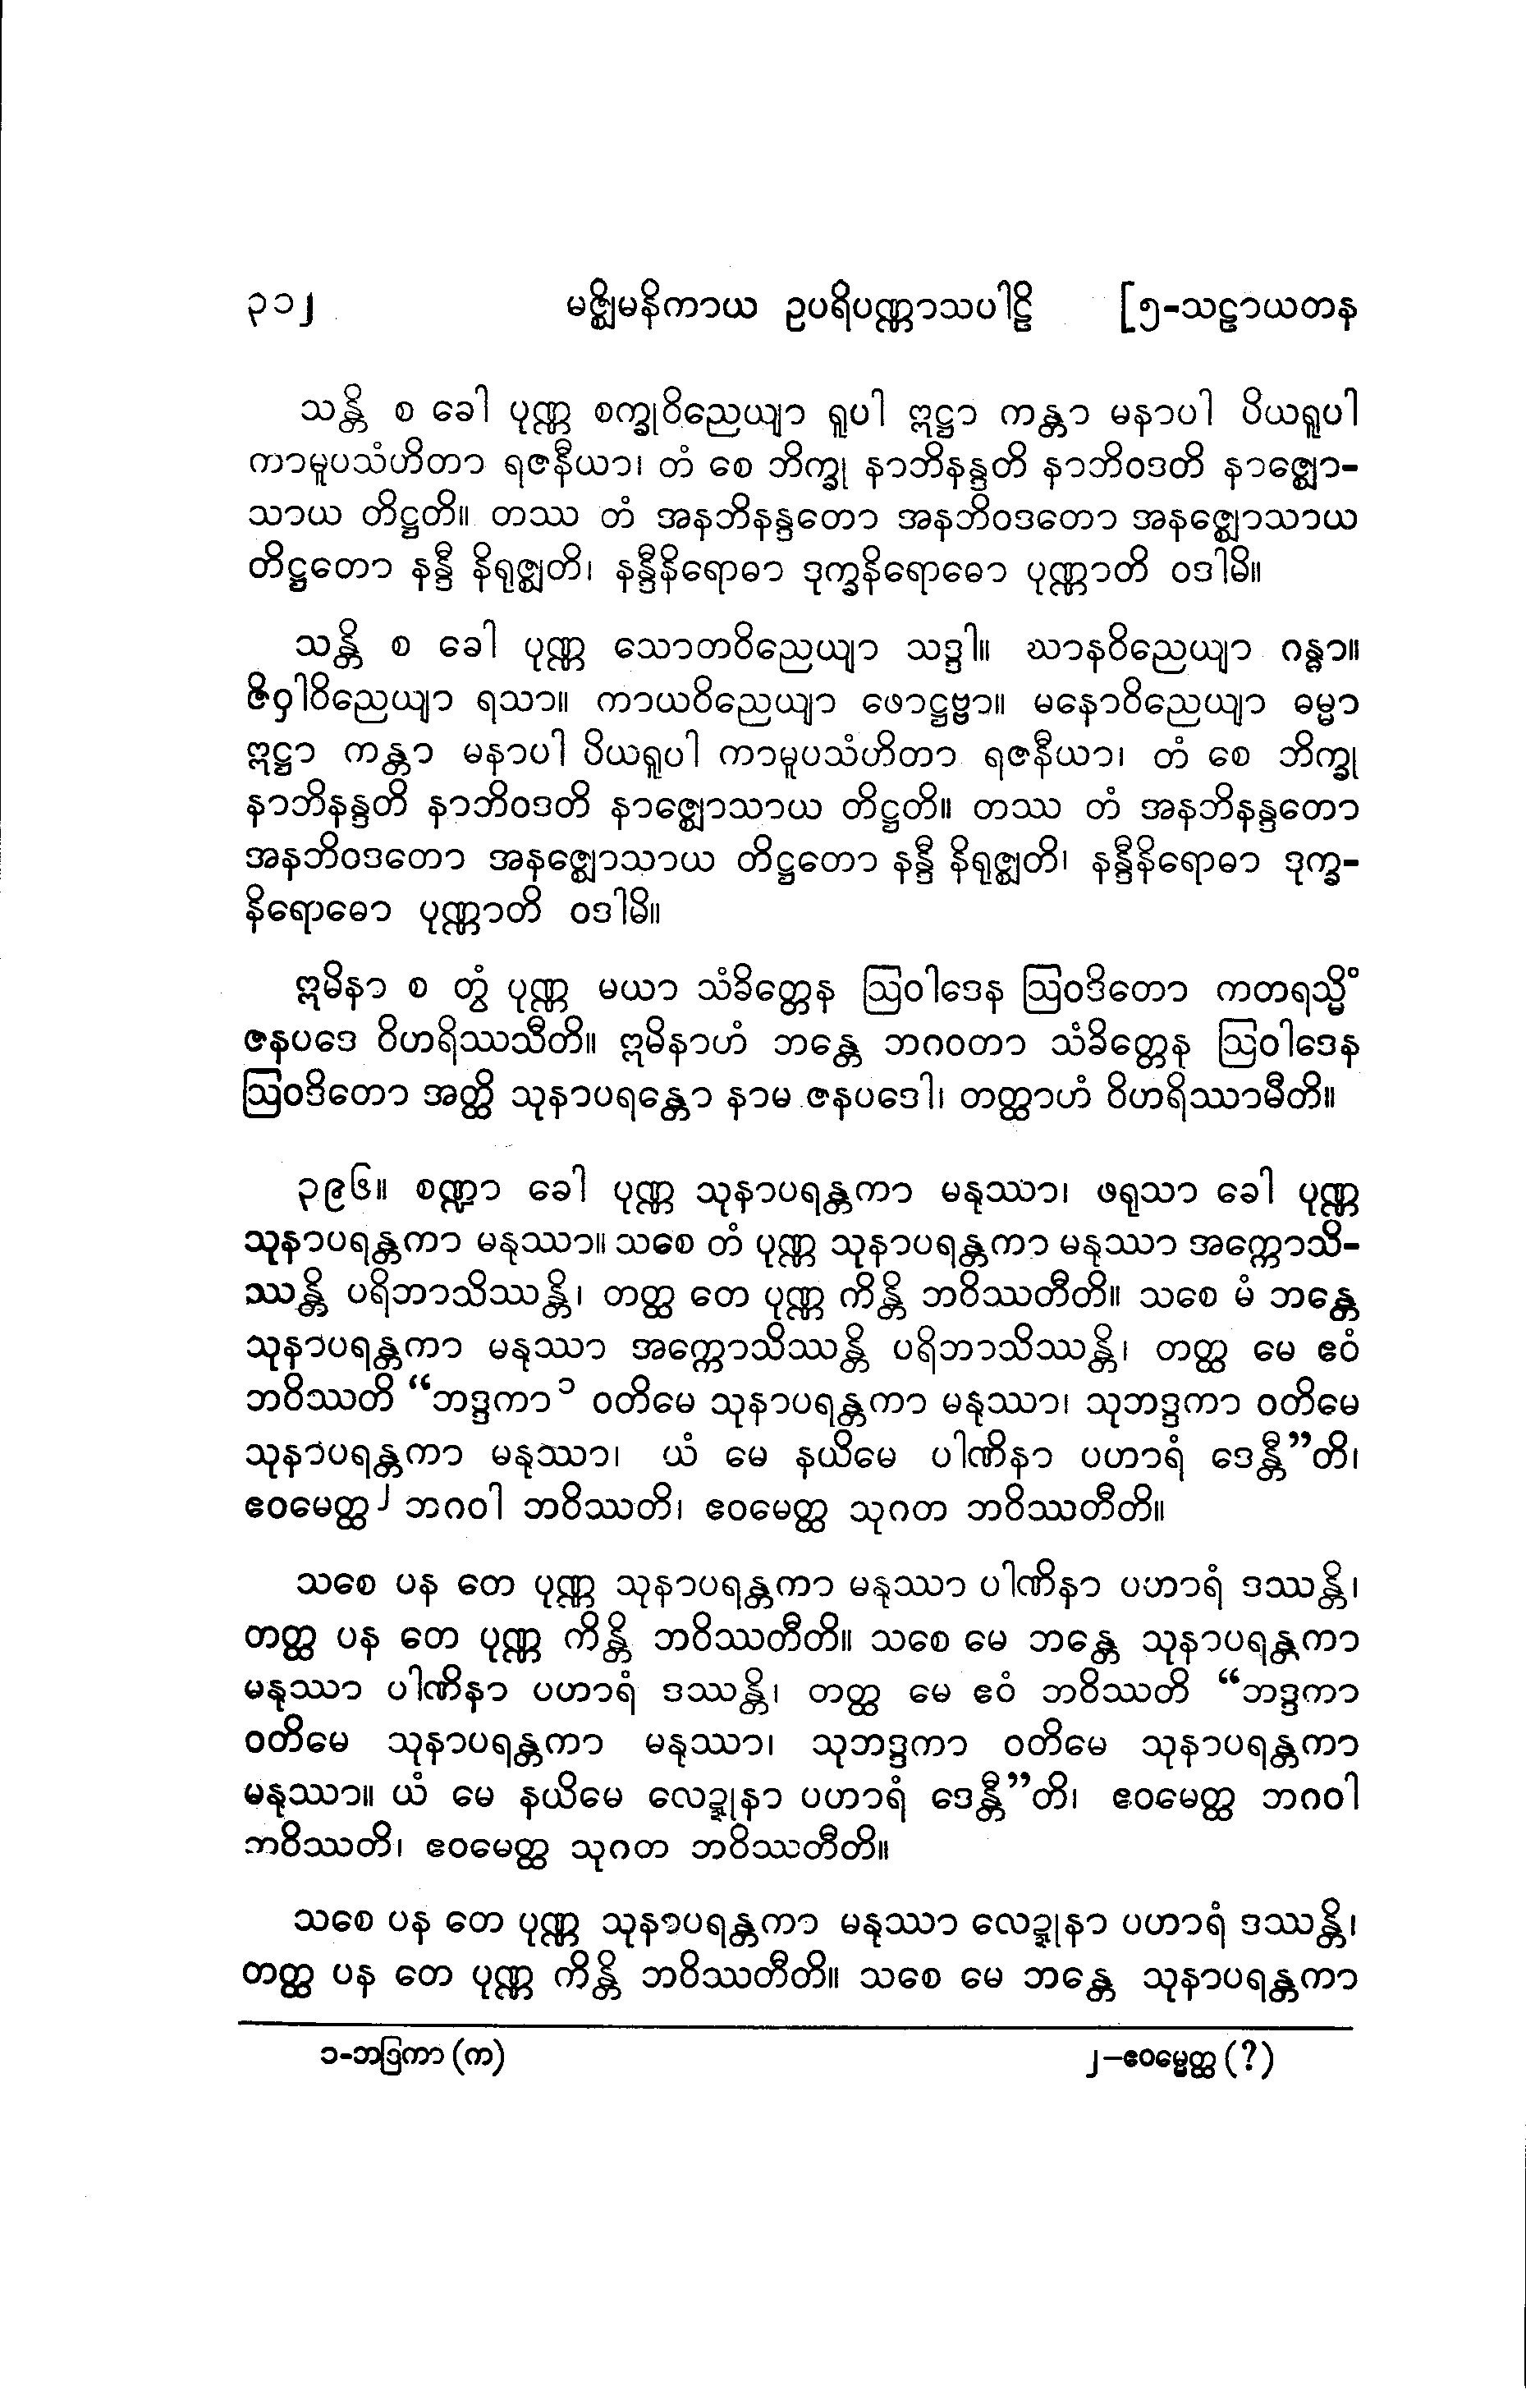 ၃၁၂ မဇ္ဈိမနိကာယ ဥပရိပဏ္ဏာသပါဠိ [၅-သဠာယတန
သန္တိ စ ခေါ ပုဏ္ဏ စက္ခုဝိညေယျာ ရူပါ ဣဋ္ဌာ ကန္တာ မနာပါ ပိယရူပါ
ကာမူပသံဟိတာ ရဇနီယာ၊ တံ စေ ဘိက္ခု နာဘိနန္ဒတိ နာဘိဝဒတိ နာဇ္ဈော-
သာယ တိဋ္ဌတိ။ တဿ တံ အနဘိနန္ဒတော အနဘိဝဒတော အနဇ္ဈောသာယ
တိဋ္ဌတော နန္ဒီ နိရုဇ္ဈတိ၊ နန္ဒီနိရောဓာ ဒုက္ခနိရောဓော ပုဏ္ဏာတိ ဝဒါမိ။
သန္တိ စ ခေါ ပုဏ္ဏ သောတဝိညေယျာ သဒ္ဒါ။ ဃာနဝိညေယျာ ဂန္ဓာ။
ဇိဝှါဝိညေယျာ ရသာ။ ကာယဝိညေယျာ ဖောဋ္ဌဗ္ဗာ။ မနောဝိညေယျာ ဓမ္မာ
ဣဋ္ဌာ ကန္တာ မနာပါ ပိယရူပါ ကာမူပသံဟိတာ ရဇနီယာ၊ တံ စေ ဘိက္ခု
နာဘိနန္ဒတိ နာဘိဝဒတိ နာဇ္ဈောသာယ တိဋ္ဌတိ။ တဿ တံ အနဘိနန္ဒတော
အနဘိဝဒတော အနဇ္ဈောသာယ တိဋ္ဌတော နန္ဒီ နိရုဇ္ဈတိ၊ နန္ဒီနိရောဓာ ဒုက္ခ-
နိရောဓော ပုဏ္ဏာတိ ဝဒါမိ။
ဣမိနာ စ တွံ ပုဏ္ဏ မယာ သံခိတ္တေန ဩဝါဒေန ဩဝဒိတော ကတရသ္မိံ
ဇနပဒေ ဝိဟရိဿသီတိ။ ဣမိနာဟံ ဘန္တေ ဘဂဝတာ သံခိတ္တေန ဩဝါဒေန
ဩဝဒိတော အတ္ထိ သုနာပရန္တော နာမ ဇနပဒေါ၊ တတ္ထာဟံ ဝိဟရိဿာမီတိ။
၃၉၆။ စဏ္ဍာ ခေါ ပုဏ္ဏ သုနာပရန္တကာ မနုဿာ၊ ဖရုသာ ခေါ ပုဏ္ဏ
သုနာပရန္တကာ မနုဿာ။ သစေ တံ ပုဏ္ဏ သုနာပရန္တကာ မနုဿာ အက္ကောသိ-
ဿန္တိ ပရိဘာသိဿန္တိ၊ တတ္ထ တေ ပုဏ္ဏ ကိန္တိ ဘဝိဿတီတိ။ သစေ မံ ဘန္တေ
သုနာပရန္တကာ မနုဿာ အက္ကောသိဿန္တိ ပရိဘာသိဿန္တိ၊ တတ္ထ မေ ဧဝံ
ဘဝိဿတိ “ဘဒ္ဒကာ၁ ဝတိမေ သုနာပရန္တကာ မနုဿာ၊ သုဘဒ္ဒကာ ဝတိမေ
သုနာပရန္တကာ မနုဿာ၊ ယံ မေ နယိမေ ပါဏိနာ ပဟာရံ ဒေန္တီ”တိ၊
ဧဝမေတ္ထ၂ ဘဂဝါ ဘဝိဿတိ၊ ဧဝမေတ္ထ သုဂတ ဘဝိဿတီတိ။
သစေ ပန တေ ပုဏ္ဏ သုနာပရန္တကာ မနုဿာ ပါဏိနာ ပဟာရံ ဒဿန္တိ၊
တတ္ထ ပန တေ ပုဏ္ဏ ကိန္တိ ဘဝိဿတီတိ။ သစေ မေ ဘန္တေ သုနာပရန္တကာ
မနုဿာ ပါဏိနာ ပဟာရံ ဒဿန္တိ၊ တတ္ထ မေ ဧဝံ ဘဝိဿတိ “ဘဒ္ဒကာ
ဝတိမေ သုနာပရန္တကာ မနုဿာ၊ သုဘဒ္ဒကာ ဝတိမေ သုနာပရန္တကာ
မနုဿာ။ ယံ မေ နယိမေ လေဍ္ဍုနာ ပဟာရံ ဒေန္တီ”တိ၊ ဧဝမေတ္ထ ဘဂဝါ
ဘဝိဿတိ၊ ဧဝမေတ္ထ သုဂတ ဘဝိဿတီတိ။
သစေ ပန တေ ပုဏ္ဏ သုနာပရန္တကာ မနုဿာ လေဍ္ဍုနာ ပဟာရံ ဒဿန္တိ၊
တတ္ထ ပန တေ ပုဏ္ဏ ကိန္တိ ဘဝိဿတီတိ။ သစေ မေ ဘန္တေ သုနာပရန္တကာ
၁-ဘဒြိကာ (က) ၂-ဧဝမ္မေတ္ထ (?)